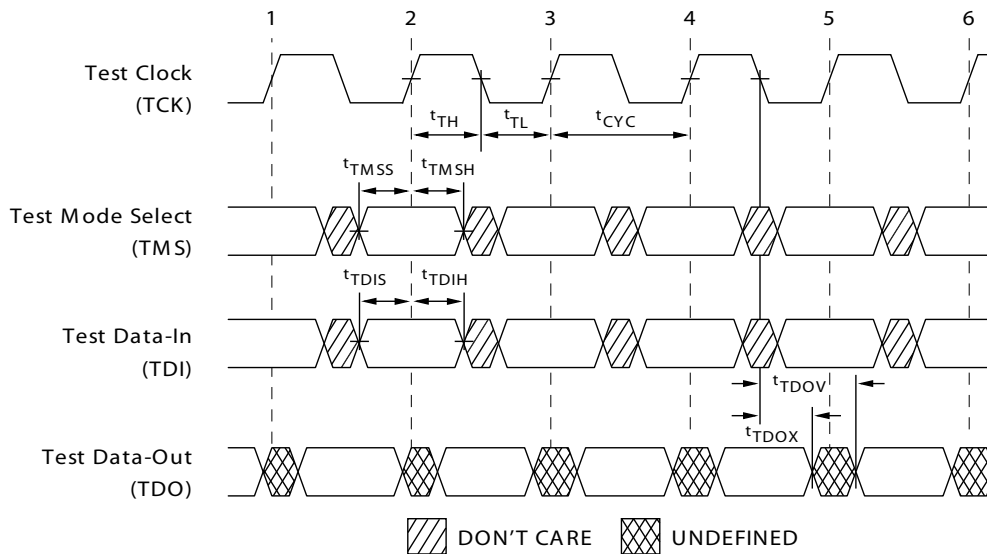 1 2 3 4 5 6
Test Clock
(TCK)
tTH tTL tCYC
tTMSS tTMSH
Test Mode Select
(TMS)
tTDIS tTDIH
Test Data-In
(TDI)
tTDOV
tTDOX
Test Data-Out
(TDO)
DON'T CARE UNDEFINED